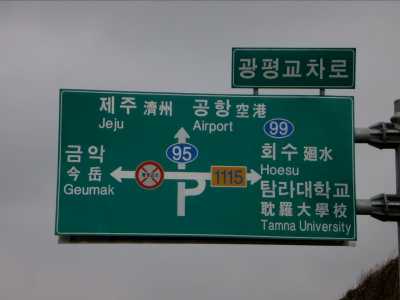 광평교차로
제주 濟州 공항 空港
Jeju Airport
99
95
금악
今岳
Geumak
1115
회수 廻水
Hoesu
탐라대학교
耽羅大學校
Tamna University